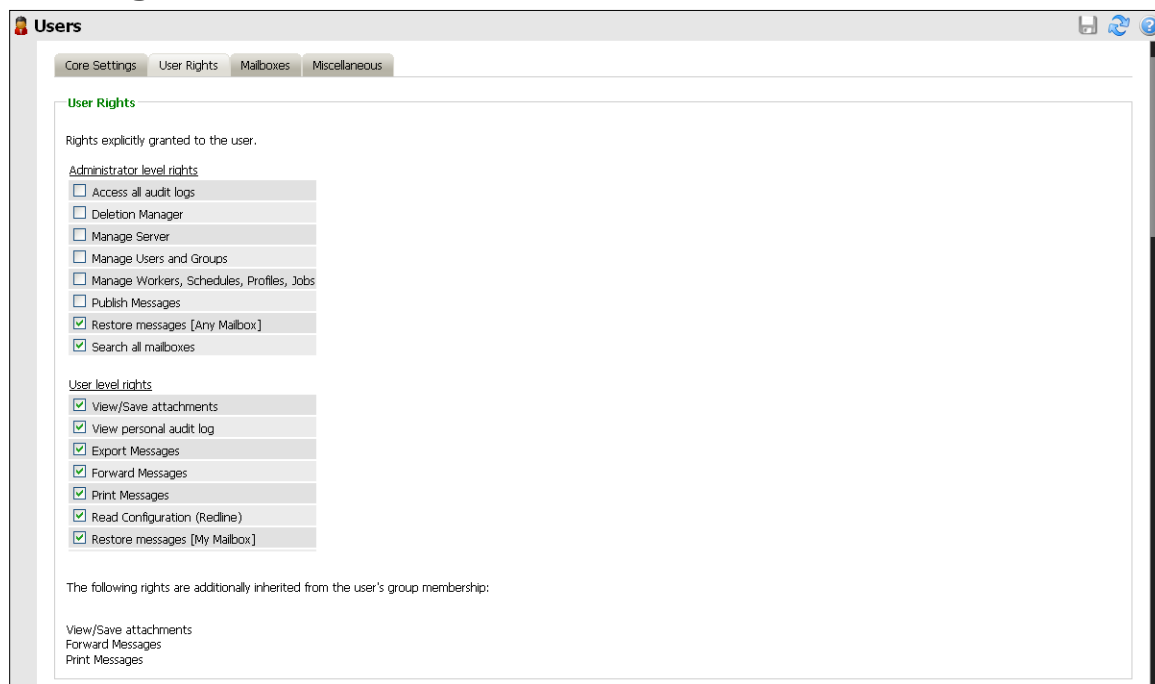 Users
Core Settings User Rights Mailboxes Miscellaneous
User Rights
Rights explicitly granted to the user.
Administrator level rights
Access all audit logs
Deletion Manager
Manage Server
Manage Users and Groups
Manage Workers, Schedules, Profiles, Jobs
Publish Messages
Restore messages [Any Mailbox]
Search all mailboxes
User level rights
View/Save attachments
View personal audit log
Export Messages
Forward Messages
Print Messages
Read Configuration (Redline)
Restore messages [My Mailbox]
The following rights are additionally inherited from the user's group membership:
View/Save attachments
Forward Messages
Print Messages